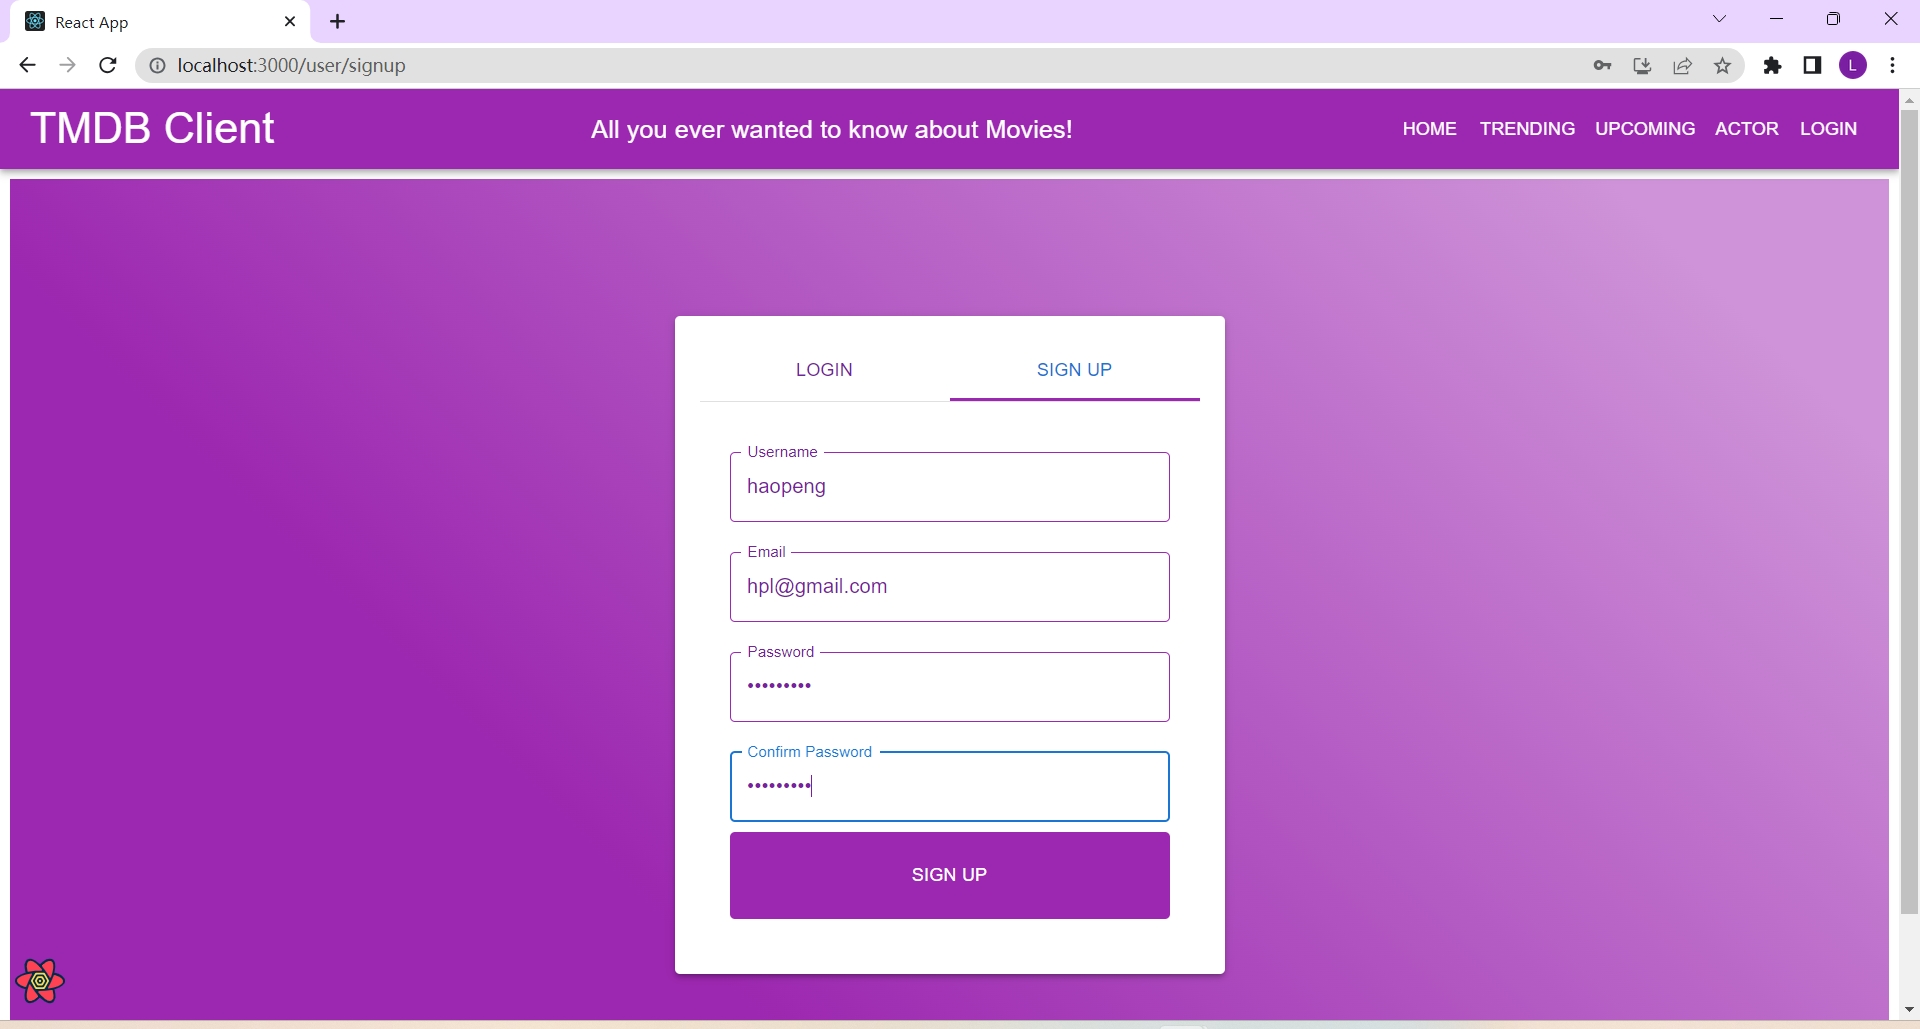 React App
localhost:3000/user/signup
L
TMDB Client
All you ever wanted to know about Movies!
HOME TRENDING UPCOMING ACTOR LOGIN
LOGIN SIGN UP
Username
haopeng
Email
hpl@gmail.com
Password
•••••••••
Confirm Password
•••••••••
SIGN UP